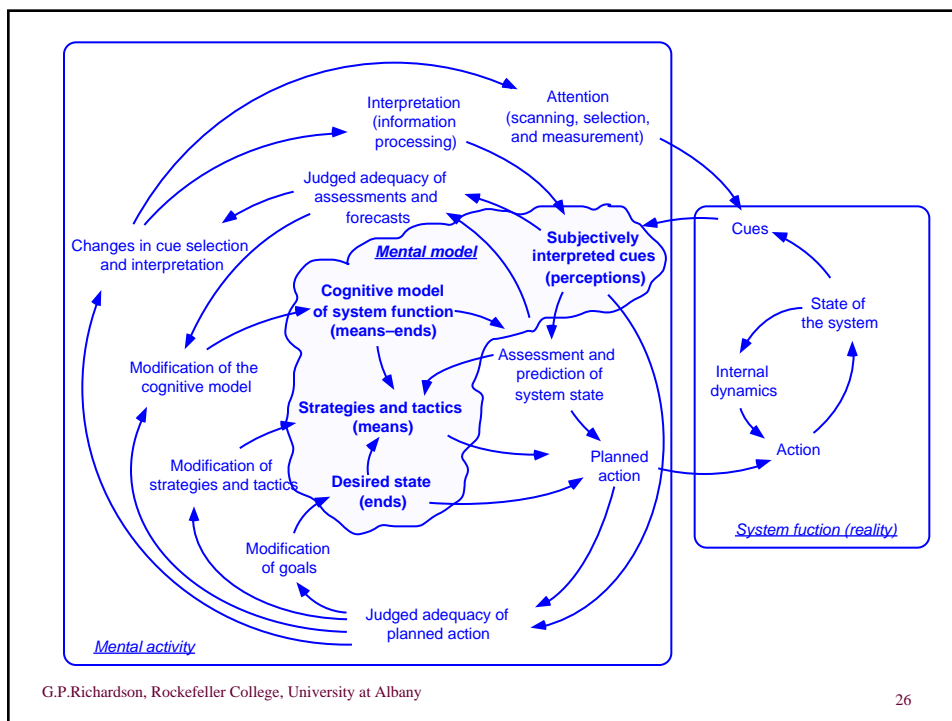 Attention
(scanning, selection,
and measurement)
Interpretation
(information
processing)
Judged adequacy of
assessments and
forecasts
Changes in cue selection
and interpretation
Mental model
Subjectively
interpreted cues
(perceptions)
Cues
Cognitive model
of system function
(means–ends)
State of
the system
Modification of the
cognitive model
Assessment and
prediction of
system state
Internal
dynamics
Strategies and tactics
(means)
Modification of
strategies and tactics
Desired state
(ends)
Planned
action
Action
System fuction (reality)
Modification
of goals
Judged adequacy of
planned action
Mental activity
G.P.Richardson, Rockefeller College, University at Albany
26